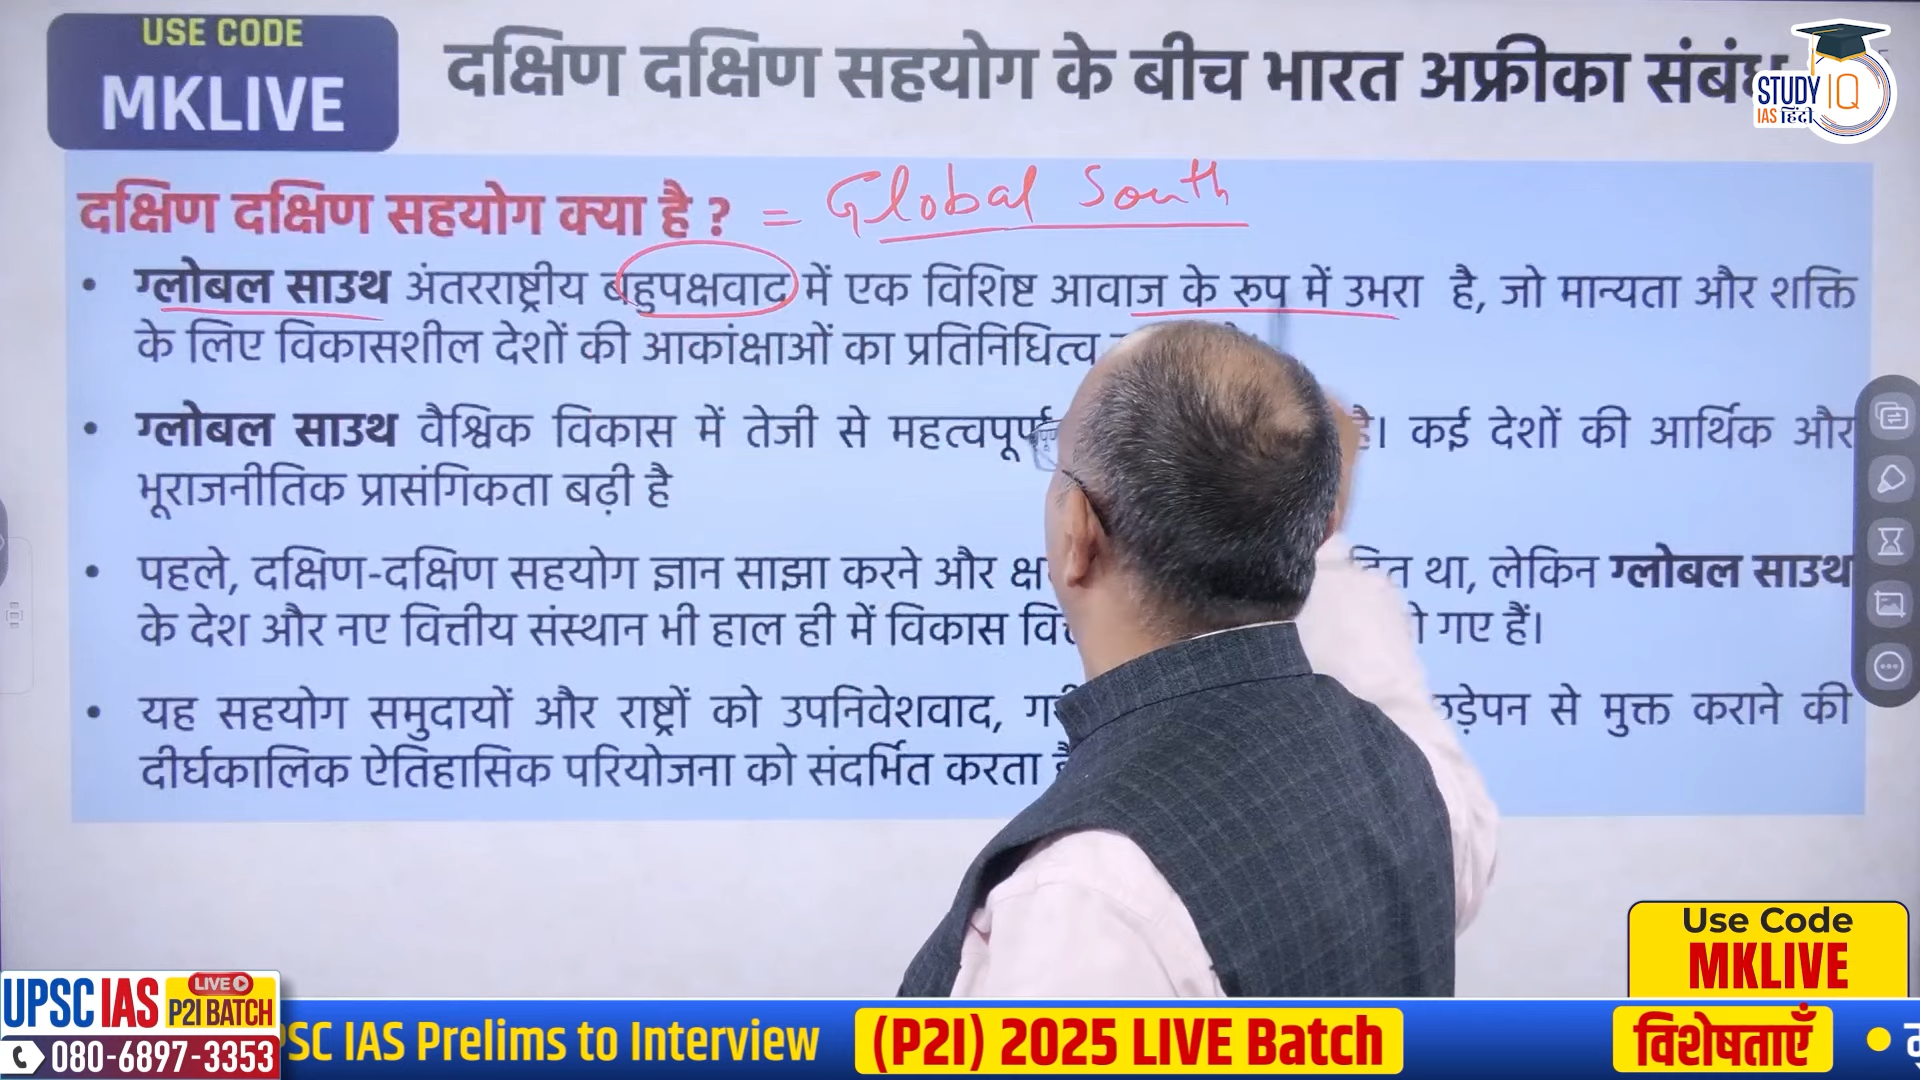 USE CODE
MKLIVE
दक्षिण दक्षिण सहयोग के बीच भारत अफ्रीका संबंध
STUDY IQ
IAS हिंदी
दक्षिण दक्षिण सहयोग क्या है ? = Global South
• ग्लोबल साउथ अंतरराष्ट्रीय बहुपक्षवाद में एक विशिष्ट आवाज के रूप में उभरा है, जो मान्यता और शक्ति
के लिए विकासशील देशों की आकांक्षाओं का प्रतिनिधित्व
• ग्लोबल साउथ वैश्विक विकास में तेजी से महत्वपूर्ण है। कई देशों की आर्थिक और
भूराजनीतिक प्रासंगिकता बढ़ी है
• पहले, दक्षिण-दक्षिण सहयोग ज्ञान साझा करने और था, लेकिन ग्लोबल साउथ
के देश और नए वित्तीय संस्थान भी हाल ही में विकास गए हैं।
• यह सहयोग समुदायों और राष्ट्रों को उपनिवेशवाद, से मुक्त कराने की
दीर्घकालिक ऐतिहासिक परियोजना को संदर्भित करता
Use Code
MKLIVE
UPSC IAS LIVE
P2I BATCH
080-6897-3353
PSC IAS Prelims to Interview (P2I) 2025 LIVE Batch विशेषताएँ •